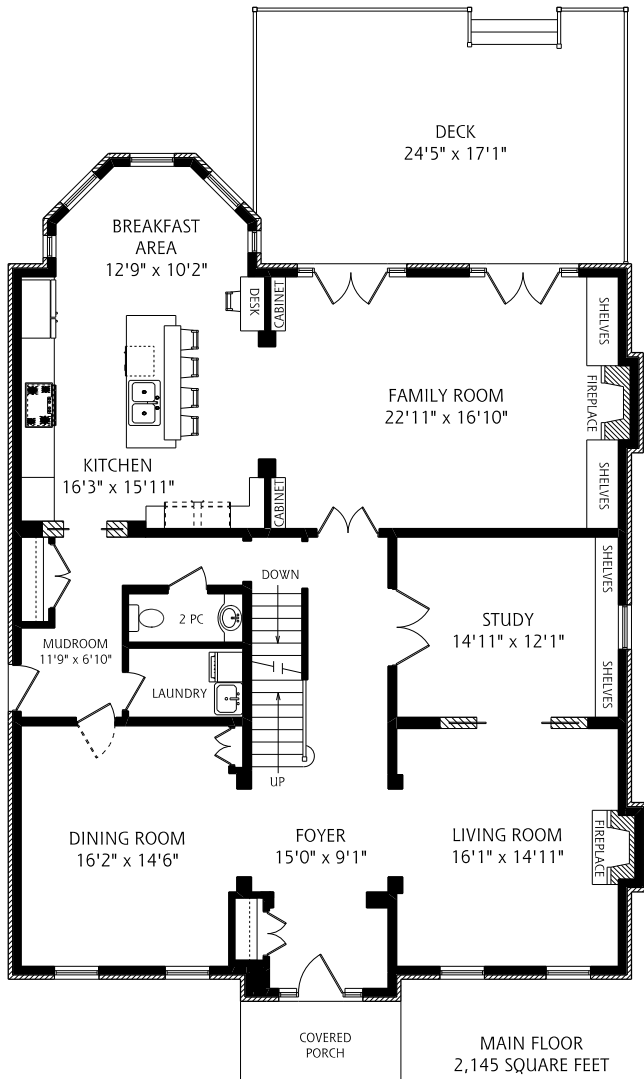 DECK
24'5" x 17'1"
BREAKFAST
AREA
12'9" x 10'2"
DESK
CABINET
SHELVES
FAMILY ROOM
22'11" x 16'10"
FIREPLACE
KITCHEN
16'3" x 15'11"
SHELVES
CABINET
DOWN
SHELVES
2 PC
STUDY
14'11" x 12'1"
MUDROOM
11'9" x 6'10"
LAUNDRY
SHELVES
UP
DINING ROOM
16'2" x 14'6"
FOYER
15'0" x 9'1"
LIVING ROOM
16'1" x 14'11"
FIREPLACE
COVERED
PORCH
MAIN FLOOR
2,145 SQUARE FEET